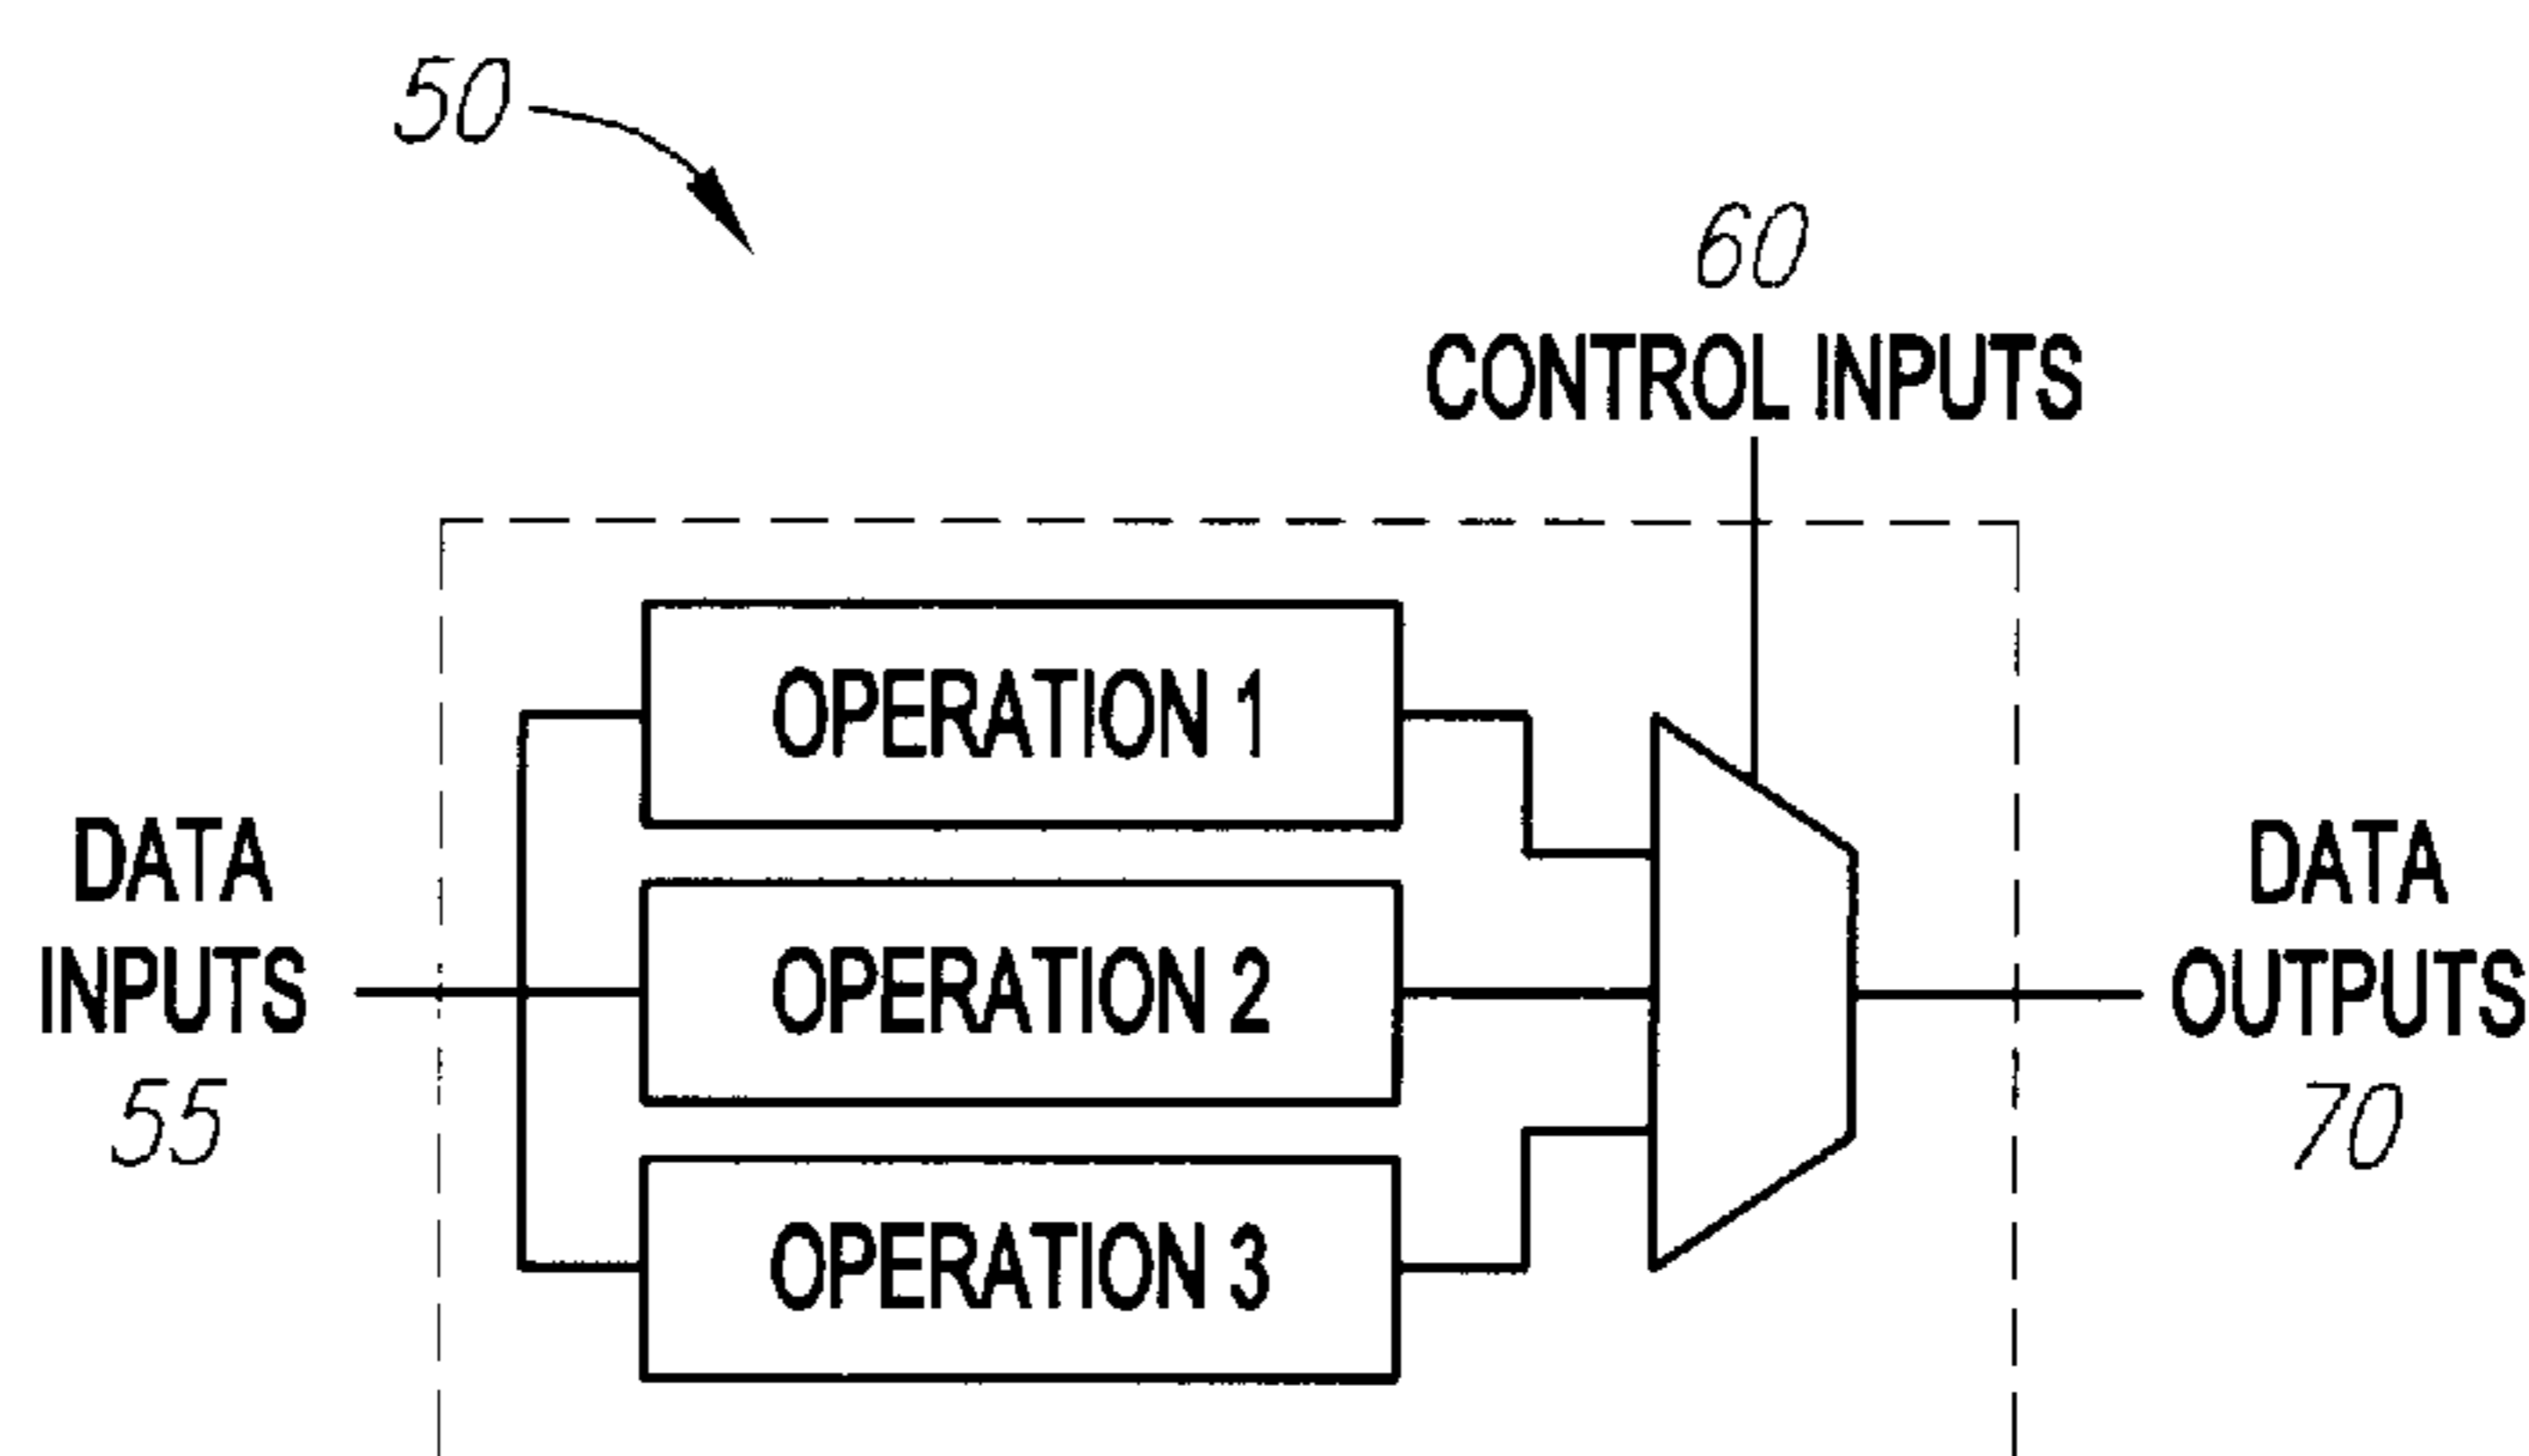 50
60
CONTROL INPUTS
OPERATION 1
DATA
INPUTS
55
OPERATION 2
DATA
OUTPUTS
70
OPERATION 3